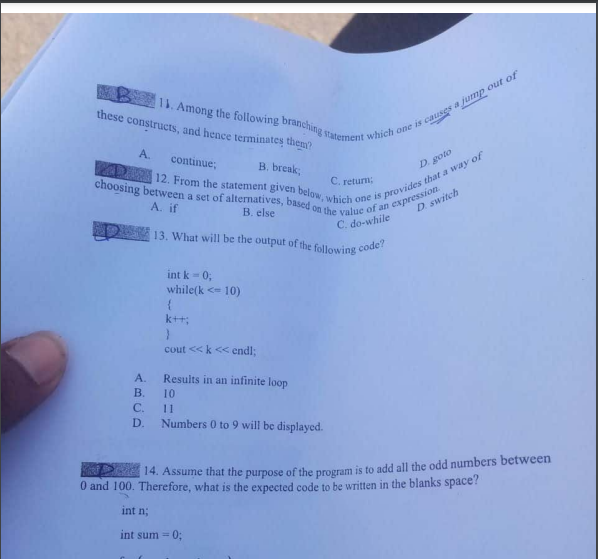 B 11. Among the following branching statement which one is causes a jump out of
these constructs, and hence terminates them?
A. continue; B. break; C. return; D. goto
D 12. From the statement given below, which one is provides that a way of
choosing between a set of alternatives, based on the value of an expression.
A. if B. else C. do-while D. switch
D 13. What will be the output of the following code?
int k = 0;
while(k <= 10)
{
k++;
}
cout << k << endl;
A. Results in an infinite loop
B. 10
C. 11
D. Numbers 0 to 9 will be displayed.
D 14. Assume that the purpose of the program is to add all the odd numbers between
0 and 100. Therefore, what is the expected code to be written in the blanks space?
int n;
int sum = 0;